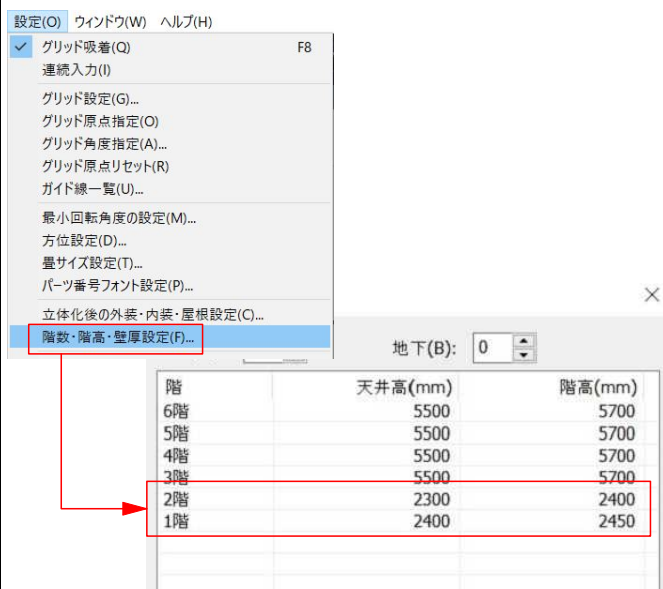 設定(O) ウィンドウ(W) ヘルプ(H)
グリッド吸着(Q) F8
連続入力(I)
グリッド設定(G)...
グリッド原点指定(O)
グリッド角度指定(A)...
グリッド原点リセット(R)
ガイド線一覧(U)...
最小回転角度の設定(M)...
方位設定(D)...
畳サイズ設定(T)...
パーツ番号フォント設定(P)...
立体化後の外装・内装・屋根設定(C)...
階数・階高・壁厚設定(F)...
地下(B): 0
階 天井高(mm) 階高(mm)
6階 5500 5700
5階 5500 5700
4階 5500 5700
3階 5500 5700
2階 2300 2400
1階 2400 2450